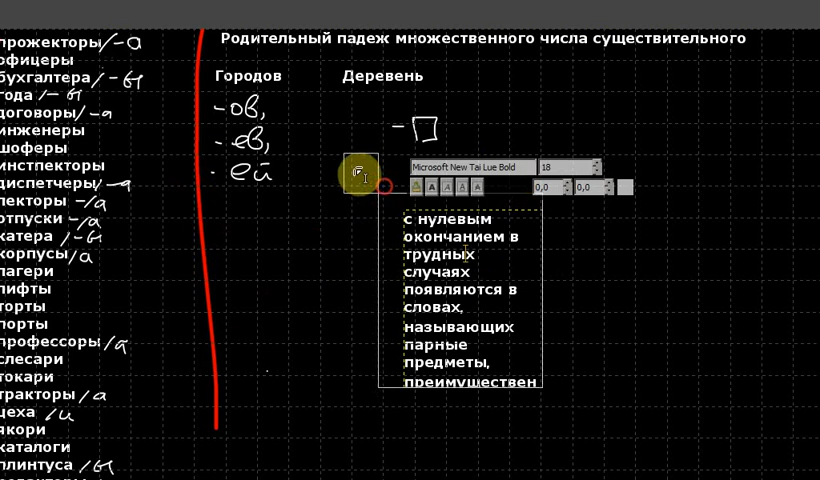 Родительный падеж множественного числа существительного
прожекторы/-а
офицеры
бухгалтера/-ы
года /-ы
договоры/-а
инженеры
шоферы
инстпекторы
диспетчеры/-а
лекторы -/а
отпуски -/а
катера /-ы
корпусы/а
лагери
лифты
торты
порты
профессоры/а
слесари
токари
тракторы/а
цеха /и
якори
каталоги
плинтуса /ы
Городов
-ов,
-ев,
-ей
Деревень
-
Microsoft New Tai Lue Bold 18
A A A A
0,0 0,0
с нулевым
окончанием в
трудных
случаях
появляются в
словах,
называющих
парные
предметы,
преимуществен